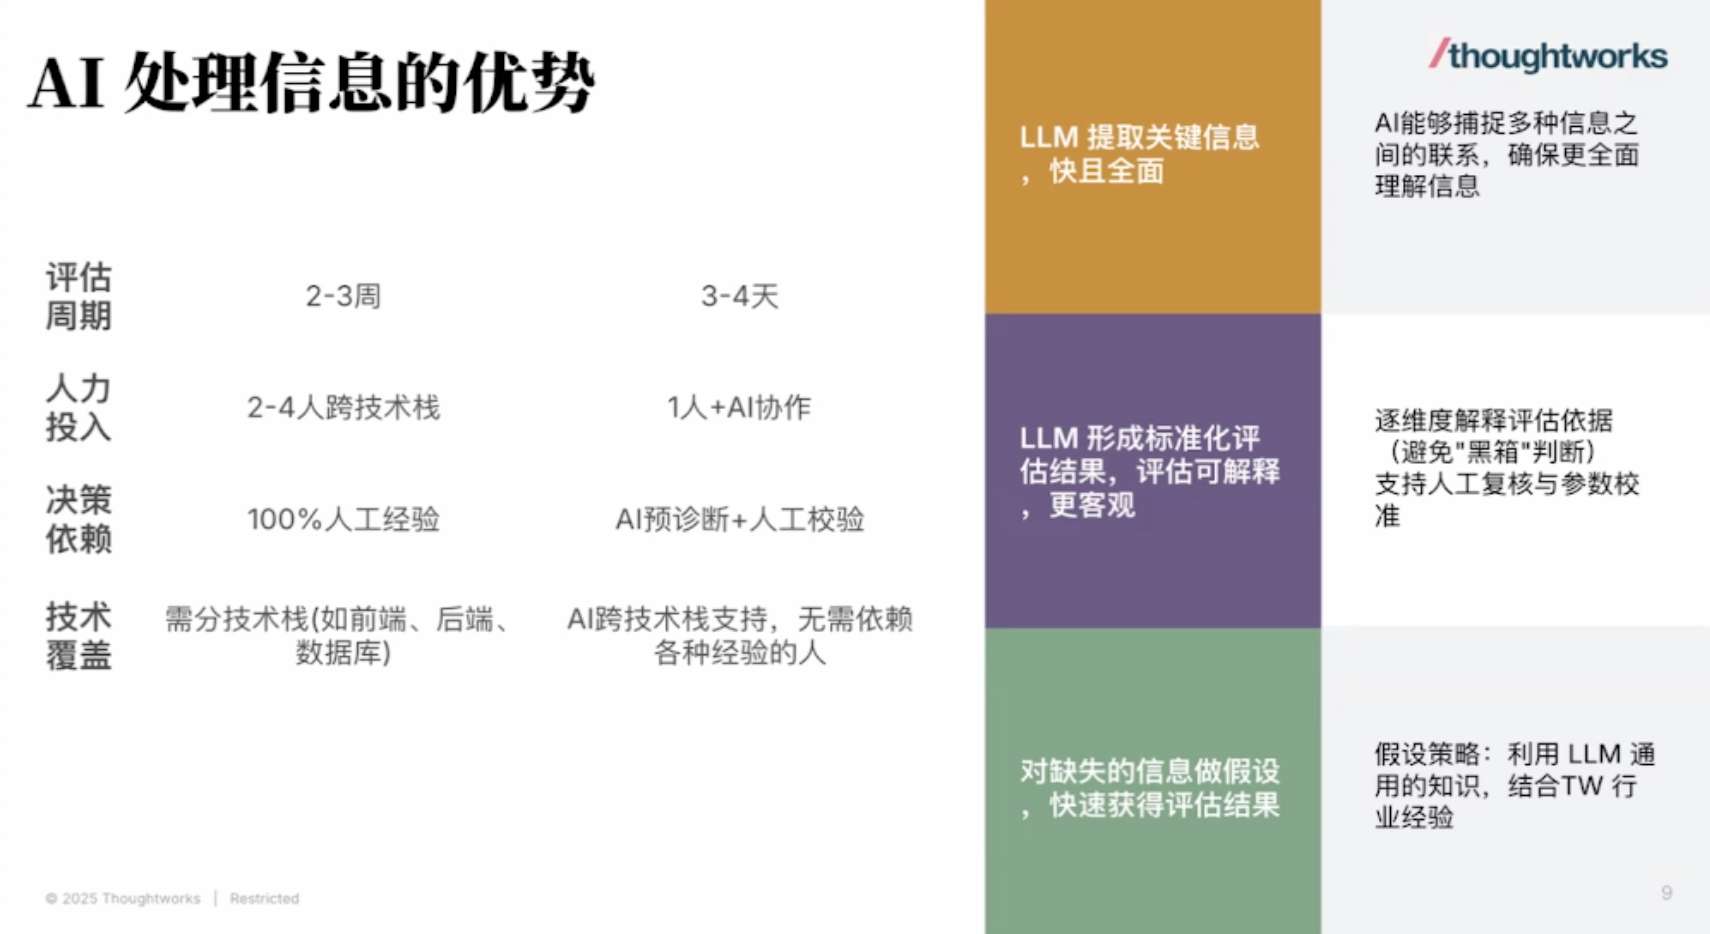 AI 处理信息的优势
评估
周期
2-3周
3-4天
人力
投入
2-4人跨技术栈
1人+AI协作
决策
依赖
100%人工经验
AI预诊断+人工校验
技术
覆盖
需分技术栈(如前端、后端、
数据库)
AI跨技术栈支持，无需依赖
各种经验的人
LLM 提取关键信息
，快且全面
/thoughtworks
AI能够捕捉多种信息之
间的联系，确保更全面
理解信息
LLM 形成标准化评
估结果，评估可解释
，更客观
逐维度解释评估依据
（避免"黑箱"判断）
支持人工复核与参数校
准
对缺失的信息做假设
，快速获得评估结果
假设策略：利用 LLM 通
用的知识，结合TW 行
业经验
© 2025 Thoughtworks | Restricted
9